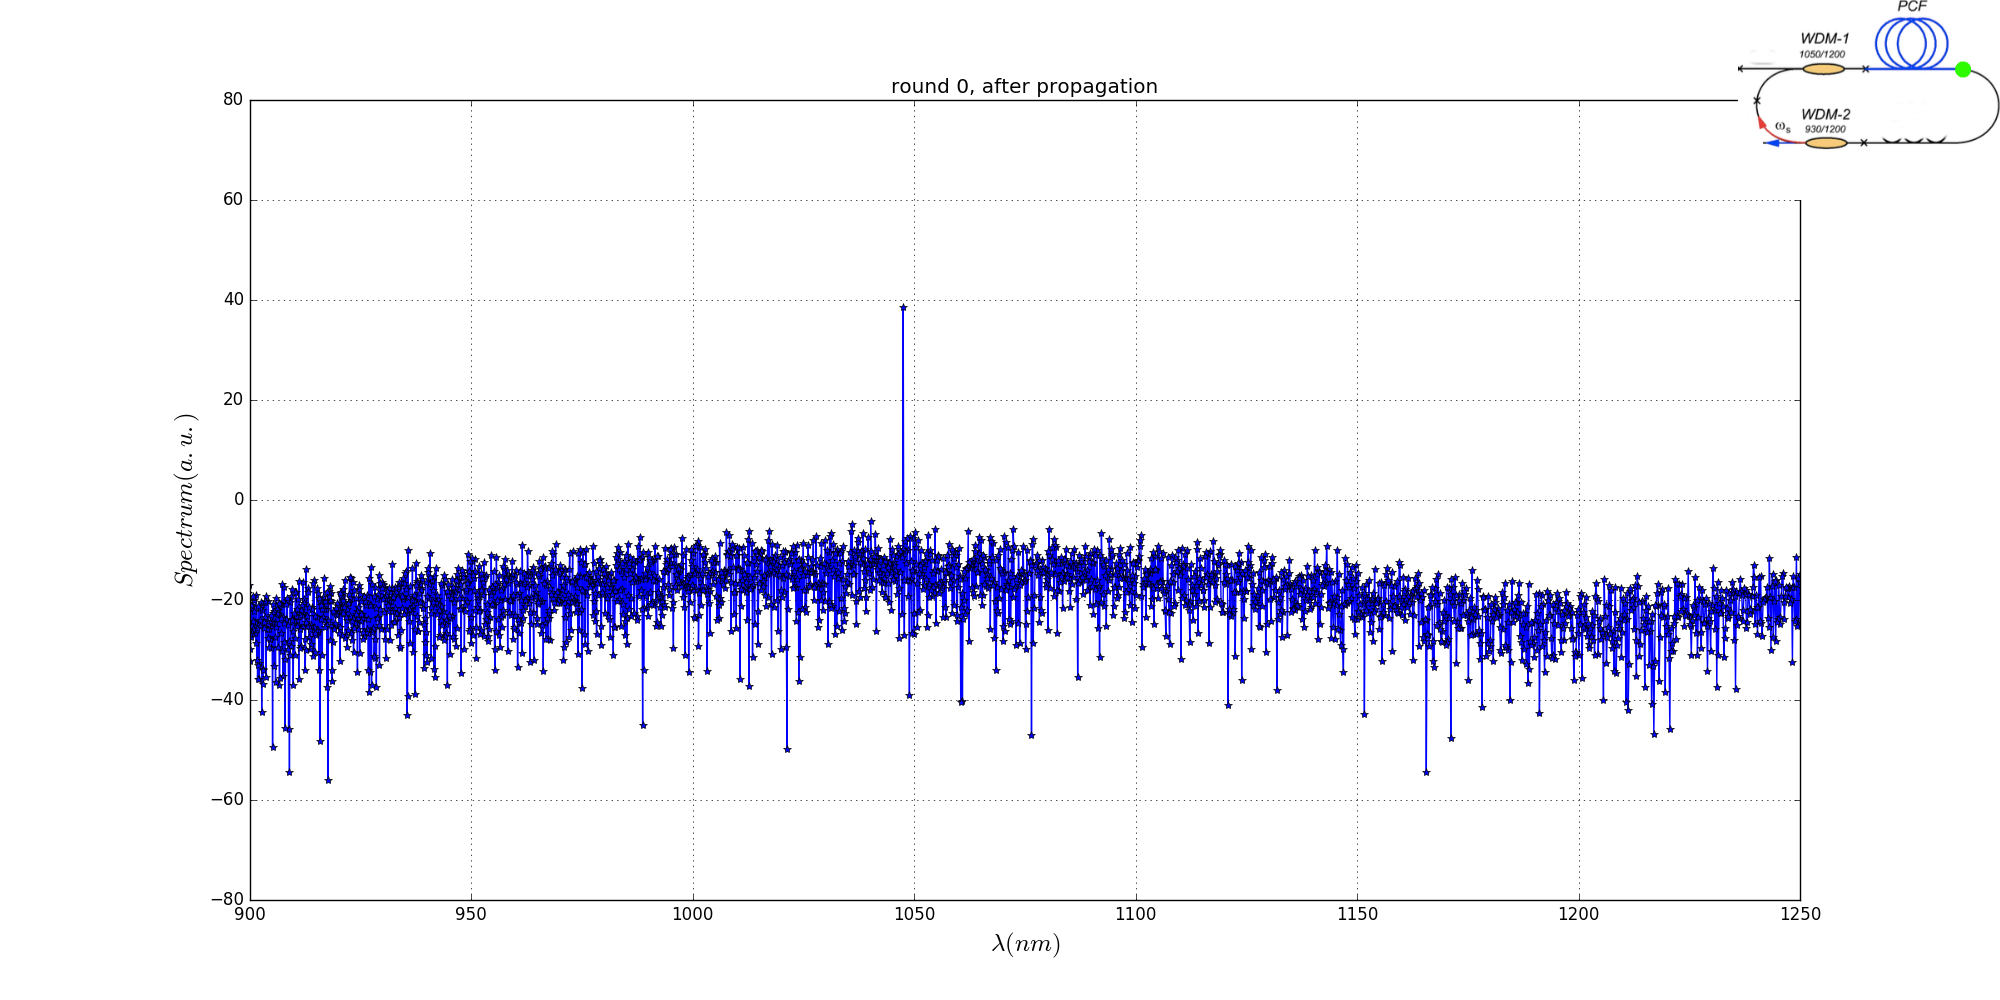 PCF
WDM-1
1050/1200
round 0, after propagation
WDM-2
930/1200
ωs
80
60
40
20
0
−20
−40
−60
−80
Spectrum(a. u. )
900 950 1000 1050 1100 1150 1200 1250
λ(nm)